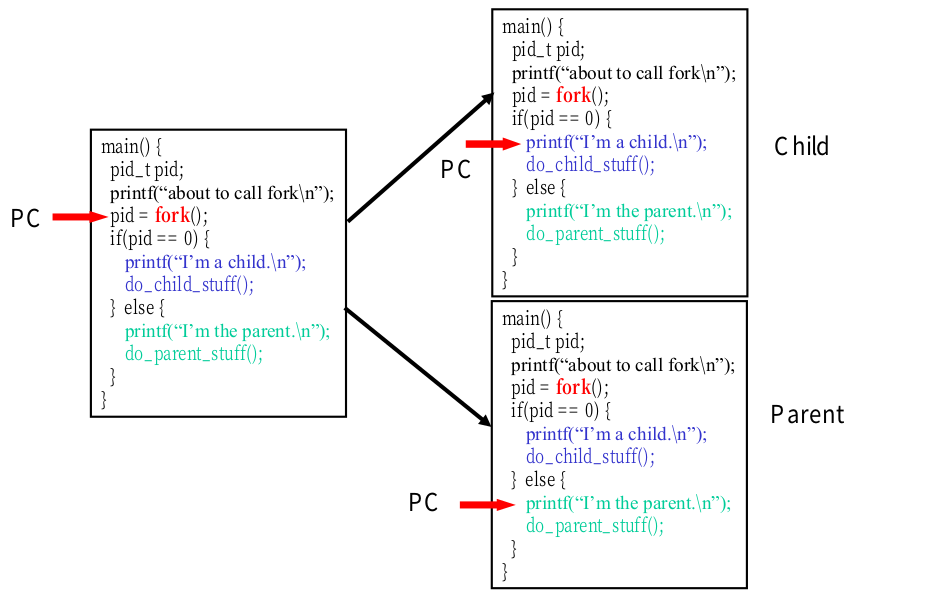 main() {
pid_t pid;
printf(“about to call fork\n”);
PC
pid = fork();
if(pid == 0) {
printf(“I’m a child.\n”);
do_child_stuff();
} else {
printf(“I’m the parent.\n”);
do_parent_stuff();
}
}
main() {
pid_t pid;
printf(“about to call fork\n”);
pid = fork();
if(pid == 0) {
PC
printf(“I’m a child.\n”);
do_child_stuff();
} else {
printf(“I’m the parent.\n”);
do_parent_stuff();
}
}
Child
main() {
pid_t pid;
printf(“about to call fork\n”);
pid = fork();
if(pid == 0) {
printf(“I’m a child.\n”);
do_child_stuff();
} else {
PC
printf(“I’m the parent.\n”);
do_parent_stuff();
}
}
Parent